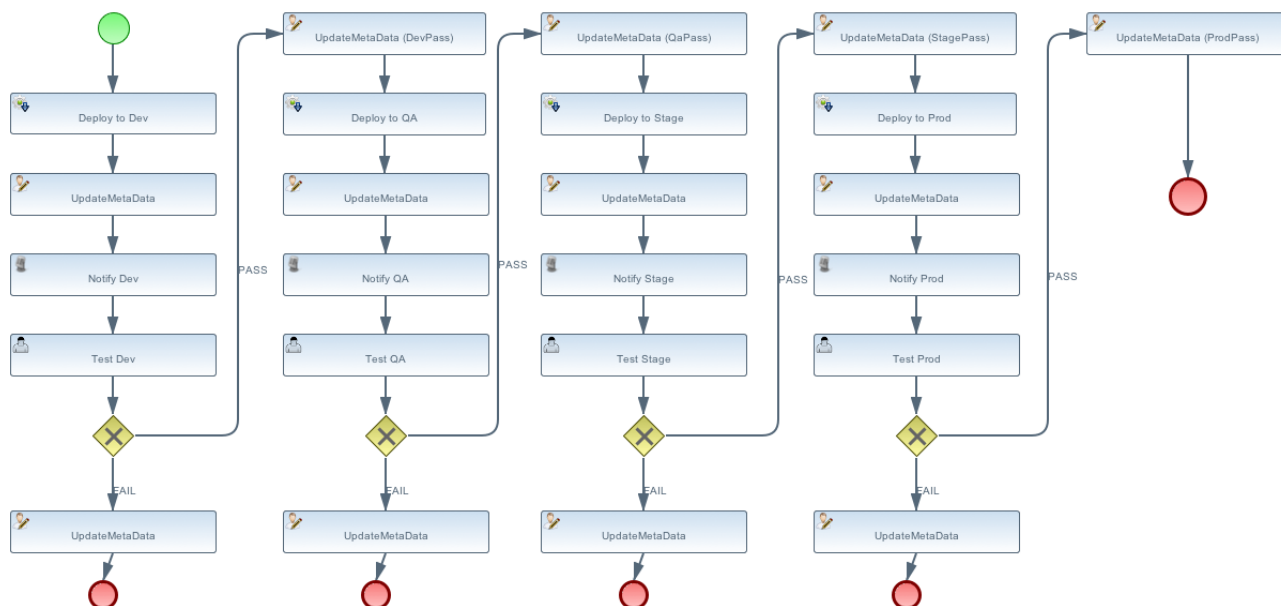 Deploy to Dev
UpdateMetaData
Notify Dev
Test Dev
FAIL
UpdateMetaData
PASS
UpdateMetaData (DevPass)
Deploy to QA
UpdateMetaData
Notify QA
Test QA
FAIL
UpdateMetaData
PASS
UpdateMetaData (QaPass)
Deploy to Stage
UpdateMetaData
Notify Stage
Test Stage
FAIL
UpdateMetaData
PASS
UpdateMetaData (StagePass)
Deploy to Prod
UpdateMetaData
Notify Prod
Test Prod
FAIL
UpdateMetaData
PASS
UpdateMetaData (ProdPass)